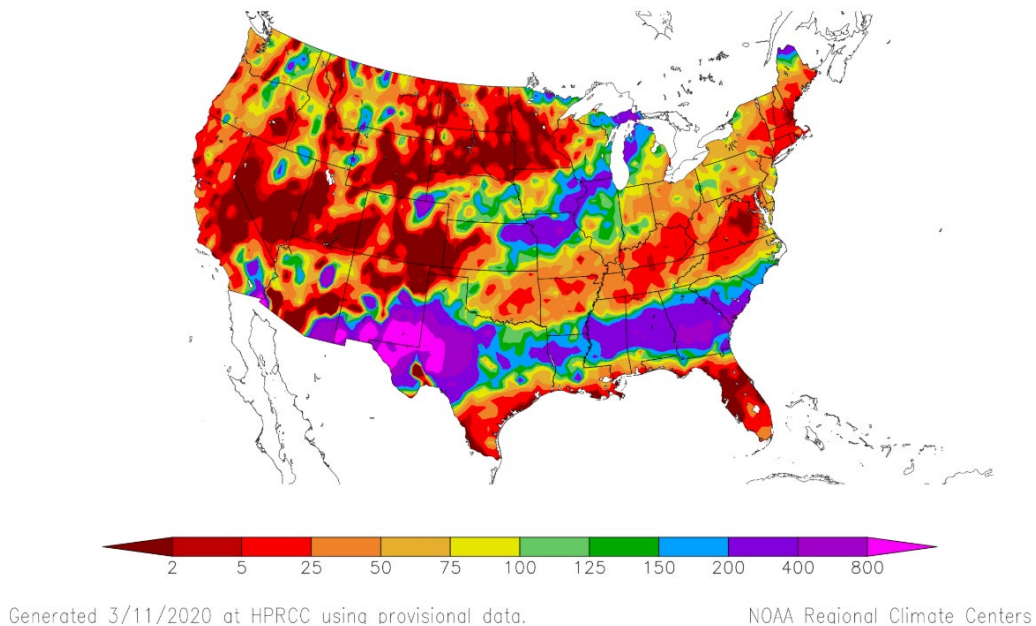 2 5 25 50 75 100 125 150 200 400 800
Generated 3/11/2020 at HPRCC using provisional data. NOAA Regional Climate Centers